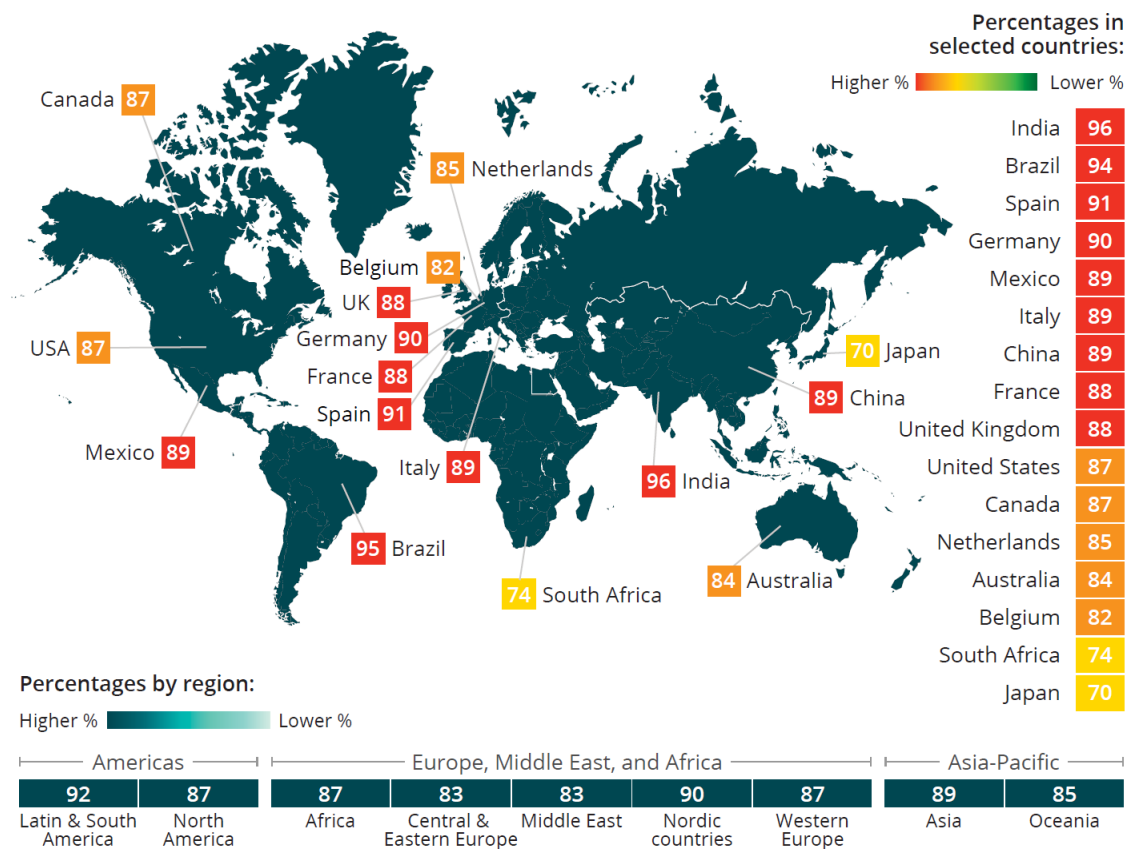 Percentages in
selected countries:
Higher % Lower %
Canada 87
85 Netherlands
Belgium 82
UK 88
Germany 90
USA 87
France 88
Spain 91
Mexico 89
Italy 89
70 Japan
89 China
96 India
95 Brazil
74 South Africa
84 Australia
India 96
Brazil 94
Spain 91
Germany 90
Mexico 89
Italy 89
China 89
France 88
United Kingdom 88
United States 87
Canada 87
Netherlands 85
Australia 84
Belgium 82
South Africa 74
Japan 70
Percentages by region:
Higher % Lower %
Americas
Europe, Middle East, and Africa
Asia-Pacific
92 87 87 83 83 90 87 89 85
Latin & South
America
North
America
Africa
Central &
Eastern Europe
Middle East
Nordic
countries
Western
Europe
Asia
Oceania